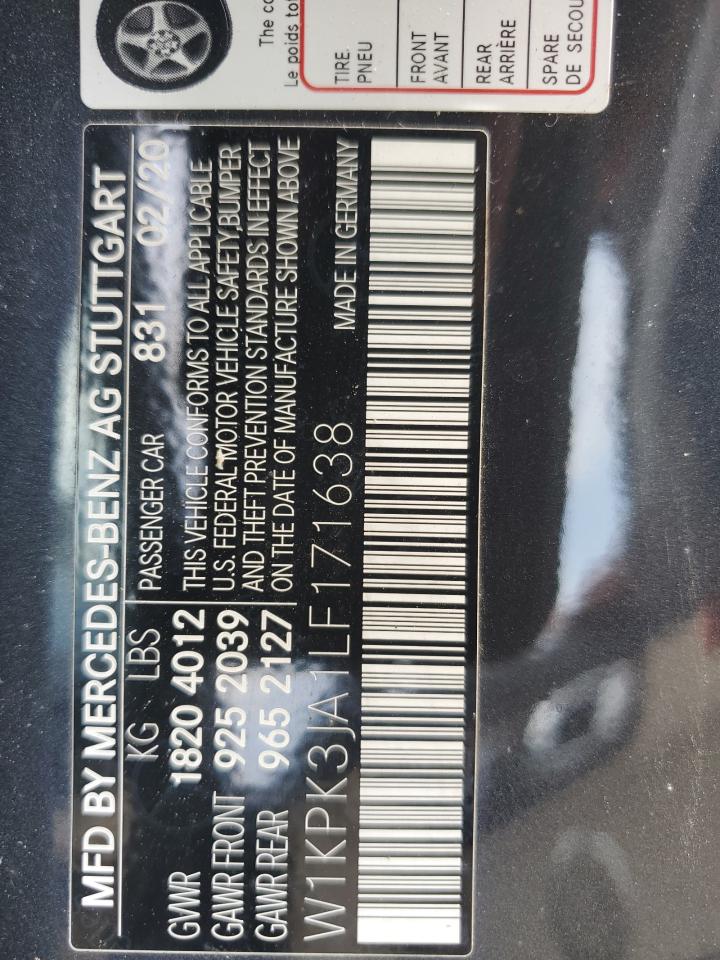 The co
Le poids tot
TIRE
PNEU
FRONT
AVANT
REAR
ARRIÈRE
SPARE
DE SECOU
MFD BY MERCEDES-BENZ AG STUTTGART
KG LBS
GVWR 1820 4012
GAWR FRONT 925 2039
GAWR REAR 965 2127
PASSENGER CAR 831 02/20
THIS VEHICLE CONFORMS TO ALL APPLICABLE
U.S. FEDERAL MOTOR VEHICLE SAFETY,BUMPER
AND THEFT PREVENTION STANDARDS IN EFFECT
ON THE DATE OF MANUFACTURE SHOWN ABOVE
W1KPK3JA1LF171638
MADE IN GERMANY